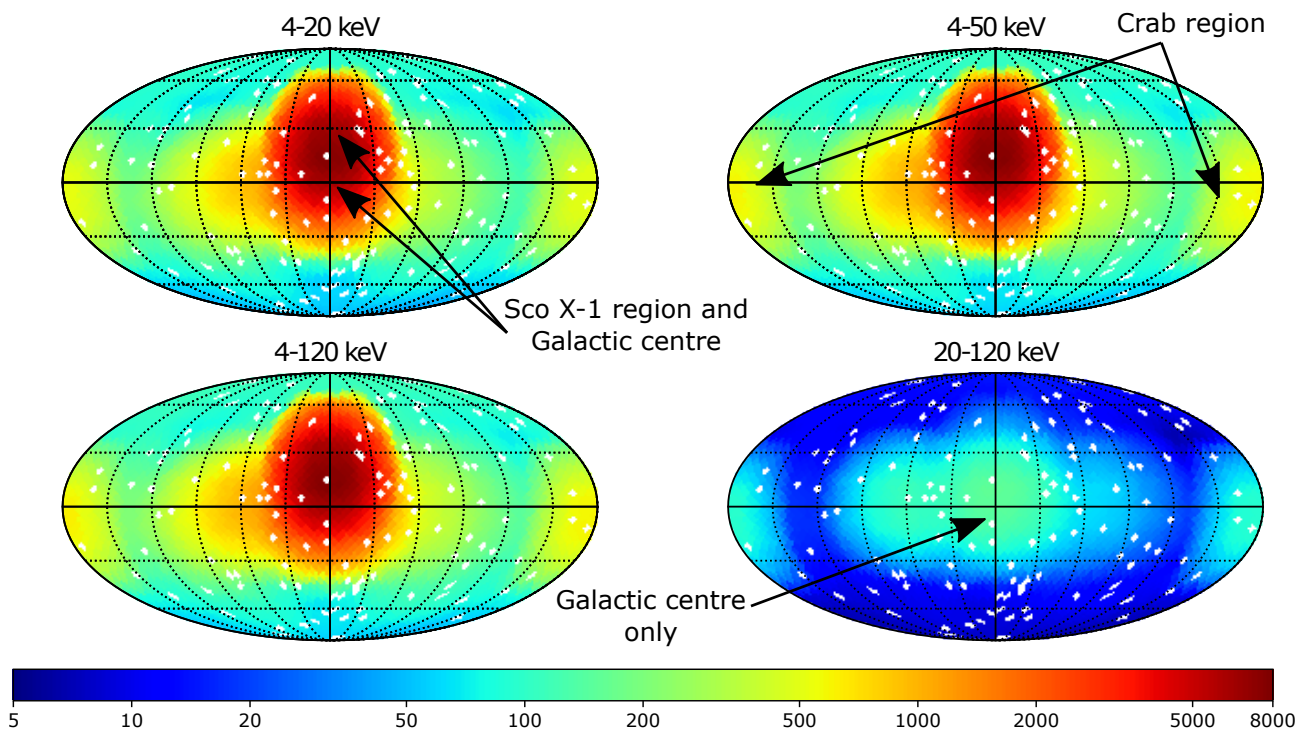 4-20 keV
4-50 keV
Crab region
Sco X-1 region and
Galactic centre
4-120 keV
20-120 keV
Galactic centre
only
5 10 20 50 100 200 500 1000 2000 5000 8000